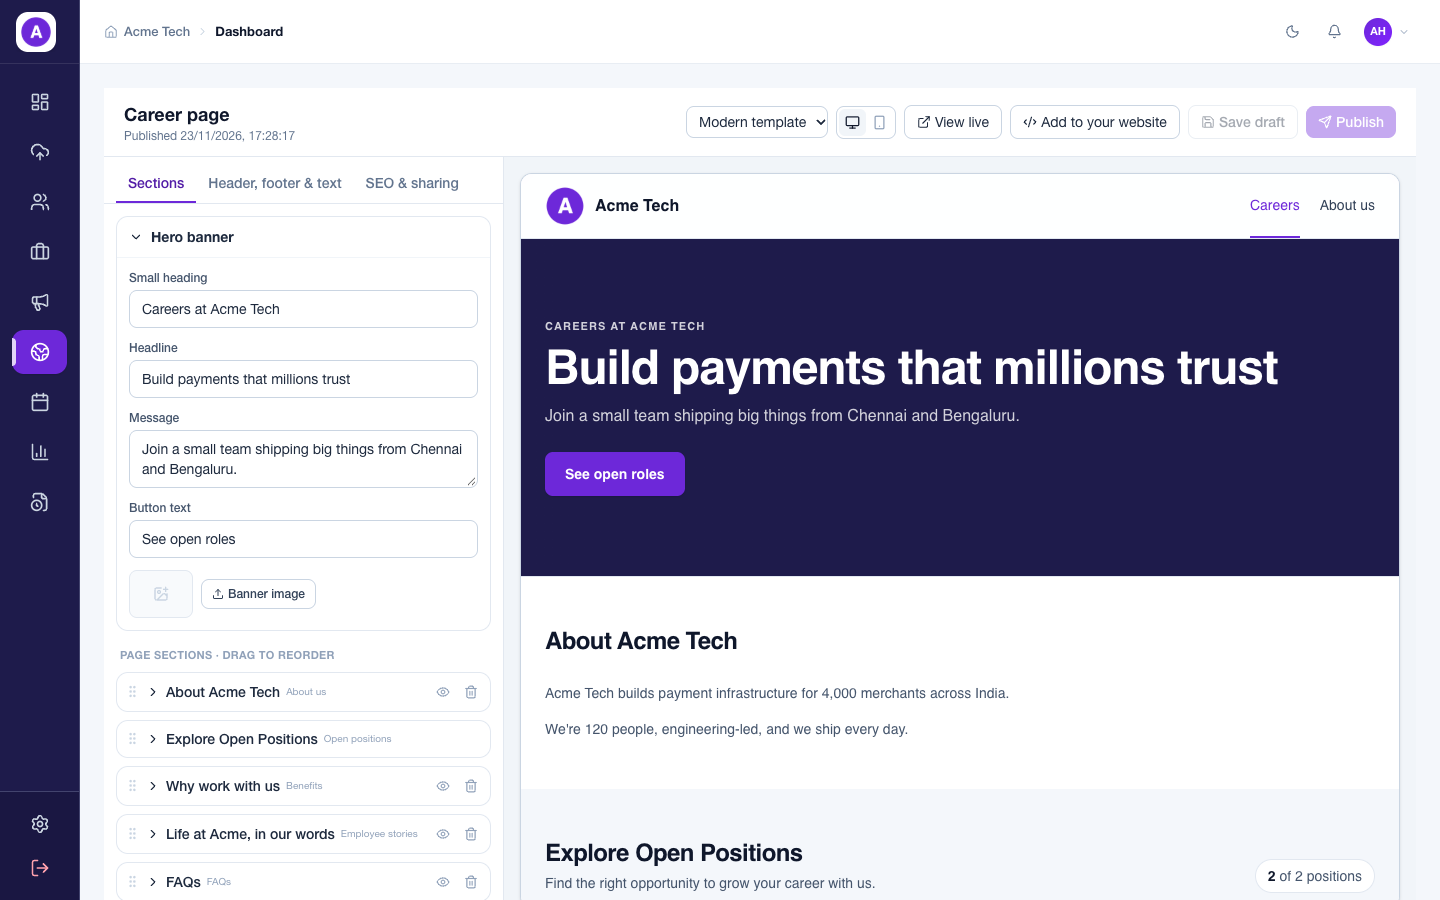 A
Acme Tech
Dashboard
AH
Career page
Published 23/11/2026, 17:28:17
Modern template
View live
Add to your website
Save draft
Publish
Sections
Header, footer & text
SEO & sharing
Hero banner
Small heading
Careers at Acme Tech
Headline
Build payments that millions trust
Message
Join a small team shipping big things from Chennai
and Bengaluru.
Button text
See open roles
Banner image
PAGE SECTIONS · DRAG TO REORDER
About Acme Tech About us
Explore Open Positions Open positions
Why work with us Benefits
Life at Acme, in our words Employee stories
FAQs FAQs
A Acme Tech
Careers
About us
CAREERS AT ACME TECH
Build payments that millions trust
Join a small team shipping big things from Chennai and Bengaluru.
See open roles
About Acme Tech
Acme Tech builds payment infrastructure for 4,000 merchants across India.
We're 120 people, engineering-led, and we ship every day.
Explore Open Positions
Find the right opportunity to grow your career with us.
2 of 2 positions